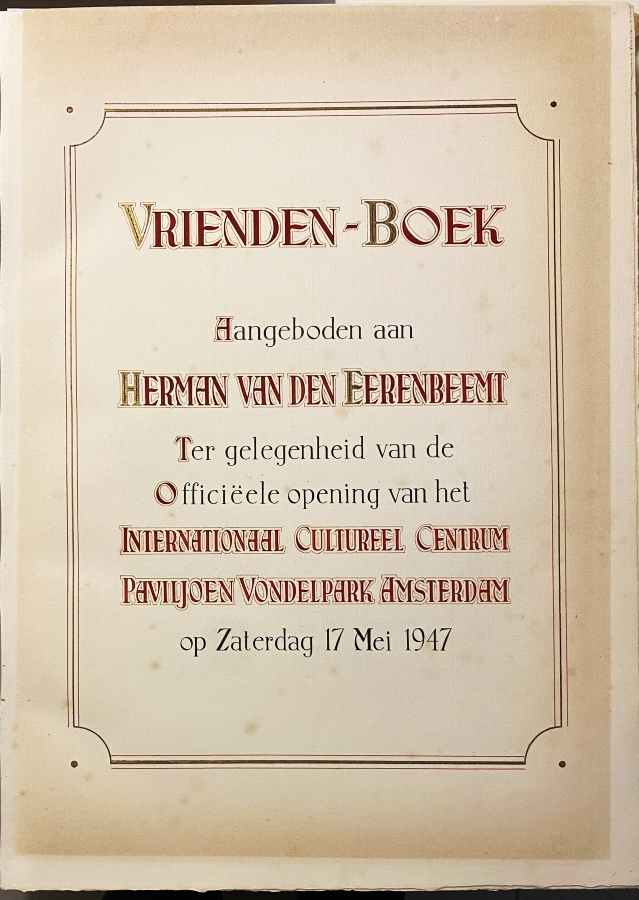 VRIENDEN-BOEK
Aangeboden aan
HERMAN VAN DEN EERENBEEMT
Ter gelegenheid van de
Officiëele opening van het
INTERNATIONAAL CULTUREEL CENTRUM
PAVILJOEN VONDELPARK AMSTERDAM
op Zaterdag 17 Mei 1947